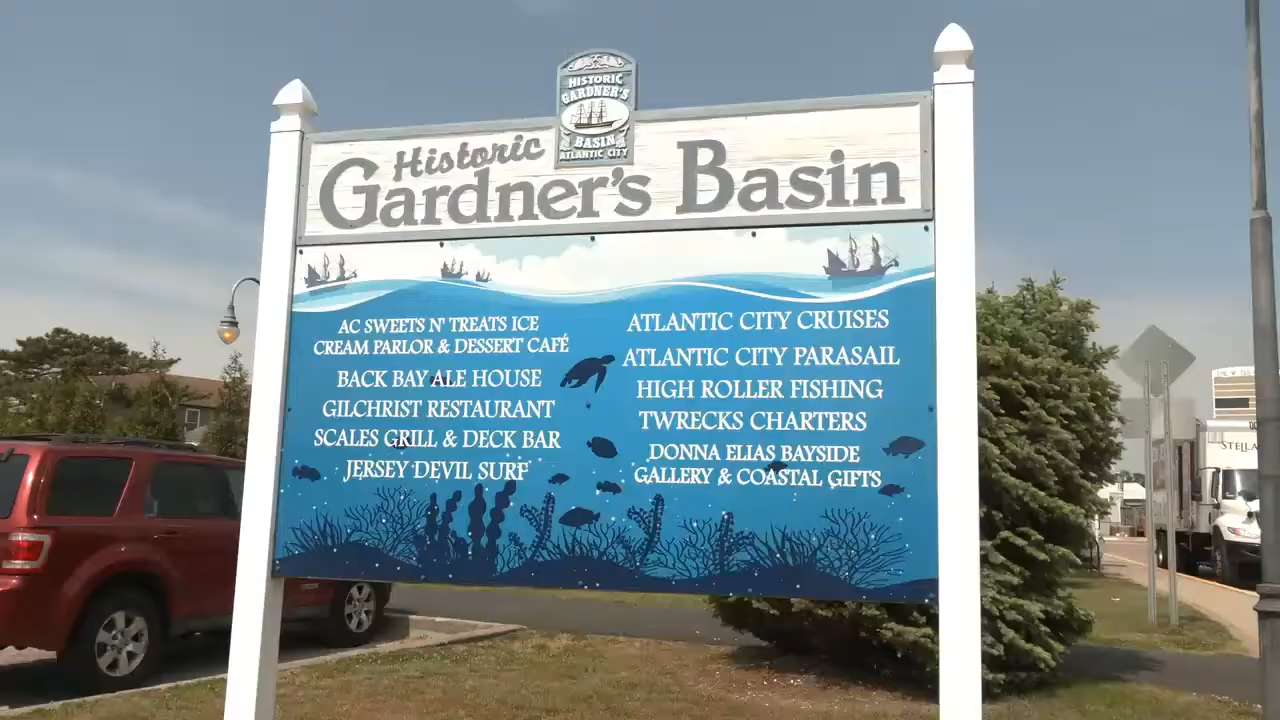 HISTORIC
GARDNER'S
BASIN
ATLANTIC CITY
Historic
Gardner's Basin
AC SWEETS N' TREATS ICE
CREAM PARLOR & DESSERT CAFÉ
BACK BAY ALE HOUSE
GILCHRIST RESTAURANT
SCALES GRILL & DECK BAR
JERSEY DEVIL SURF
ATLANTIC CITY CRUISES
ATLANTIC CITY PARASAIL
HIGH ROLLER FISHING
TWRECKS CHARTERS
DONNA ELIAS BAYSIDE
GALLERY & COASTAL GIFTS